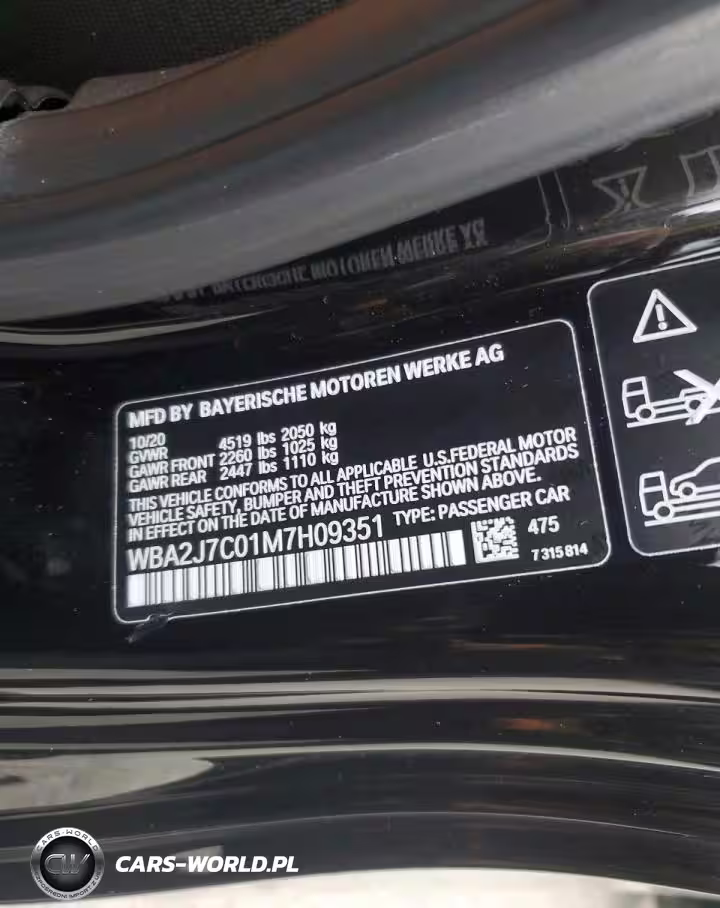 MFD BY BAYERISCHE MOTOREN WERKE AG
10/20
GVWR 4519 lbs 2050 kg
GAWR FRONT 2260 lbs 1025 kg
GAWR REAR 2447 lbs 1110 kg
THIS VEHICLE CONFORMS TO ALL APPLICABLE U.S.FEDERAL MOTOR
VEHICLE SAFETY, BUMPER AND THEFT PREVENTION STANDARDS
IN EFFECT ON THE DATE OF MANUFACTURE SHOWN ABOVE.
WBA2J7C01M7H09351 TYPE: PASSENGER CAR
475
7 315 814
CARS-WORLD
CW
CARS-WORLD.PL